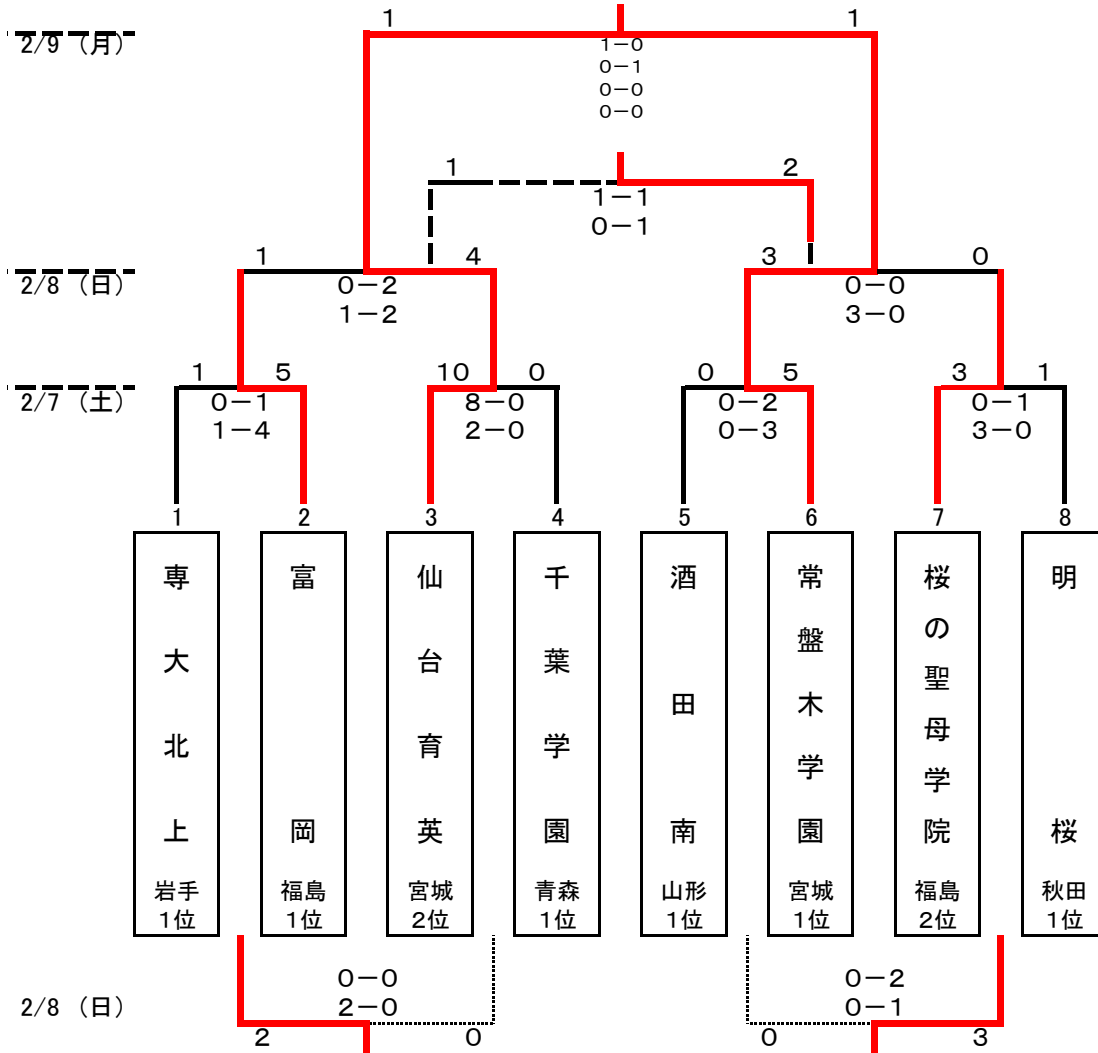 1 1
2/9 (月)
1－0
0－1
0－0
0－0
1 2
1－1
0－1
1 4 3 0
2/8 (日)
0－2 0－0
1－2 3－0
1 5 10 0 0 5 3 1
2/7 (土)
0－1 8－0 0－2 0－1
1－4 2－0 0－3 3－0
1 2 3 4 5 6 7 8
専大北上
富岡
仙台育英
千葉学園
酒田南
常盤木学園
桜の聖母学院
明桜
岩手 福島 宮城 青森 山形 宮城 福島 秋田
1位 1位 2位 1位 1位 1位 2位 1位
0－0 0－2
2/8 (日)
2－0 0－1
2 0 0 3